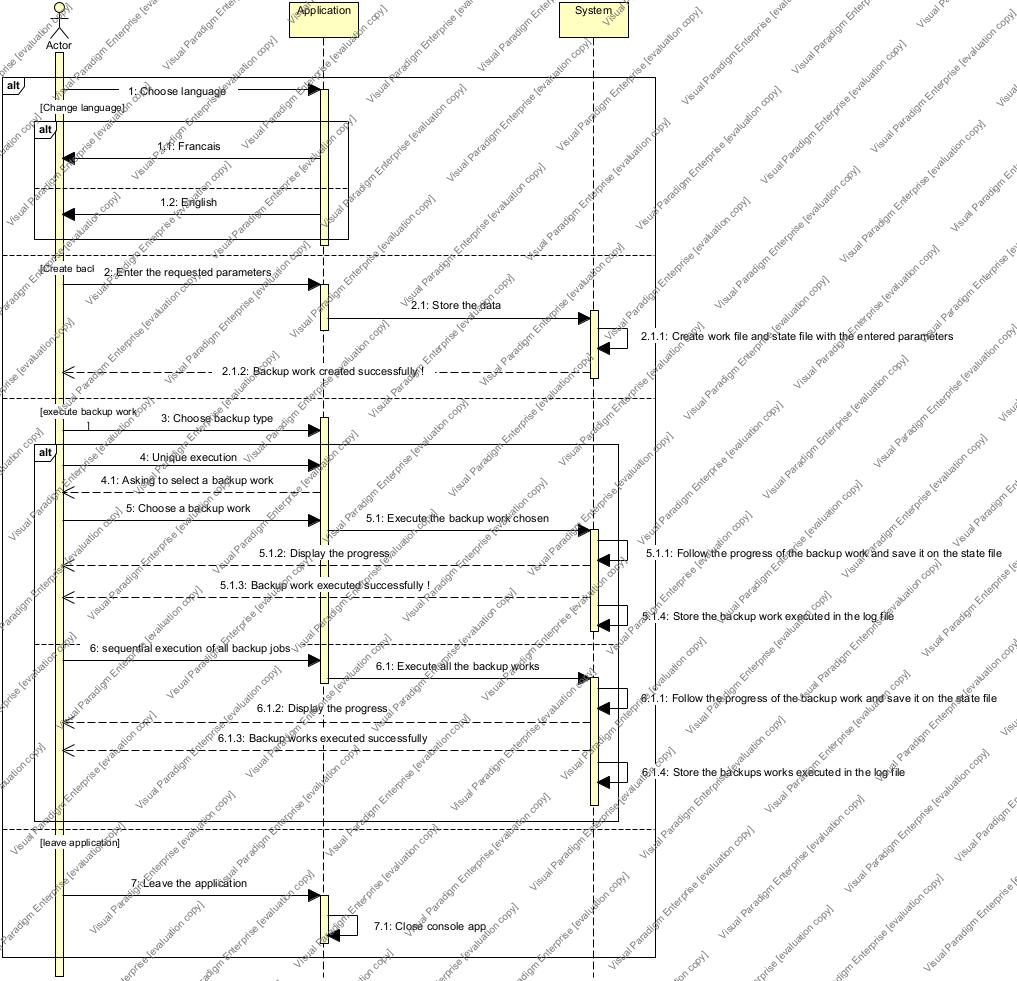 Application
System
Actor
alt
1: Choose language
[Change language]
alt
1.1: Francais
1.2: English
[Create bacl
2: Enter the requested parameters
2.1: Store the data
2.1.1: Create work file and state file with the entered parameters
2.1.2: Backup work created successfully !
[execute backup work
]
3: Choose backup type
alt
4: Unique execution
4.1: Asking to select a backup work
5: Choose a backup work
5.1: Execute the backup work chosen
5.1.1: Follow the progress of the backup work and save it on the state file
5.1.2: Display the progress
5.1.3: Backup work executed successfully !
5.1.4: Store the backup work executed in the log file
6: sequential execution of all backup jobs
6.1: Execute all the backup works
6.1.1: Follow the progress of the backup work and save it on the state file
6.1.2: Display the progress
6.1.3: Backup works executed successfully
6.1.4: Store the backups works executed in the log file
[leave application]
7: Leave the application
7.1: Close console app
Visual Paradigm Enterprise [evaluation copy]